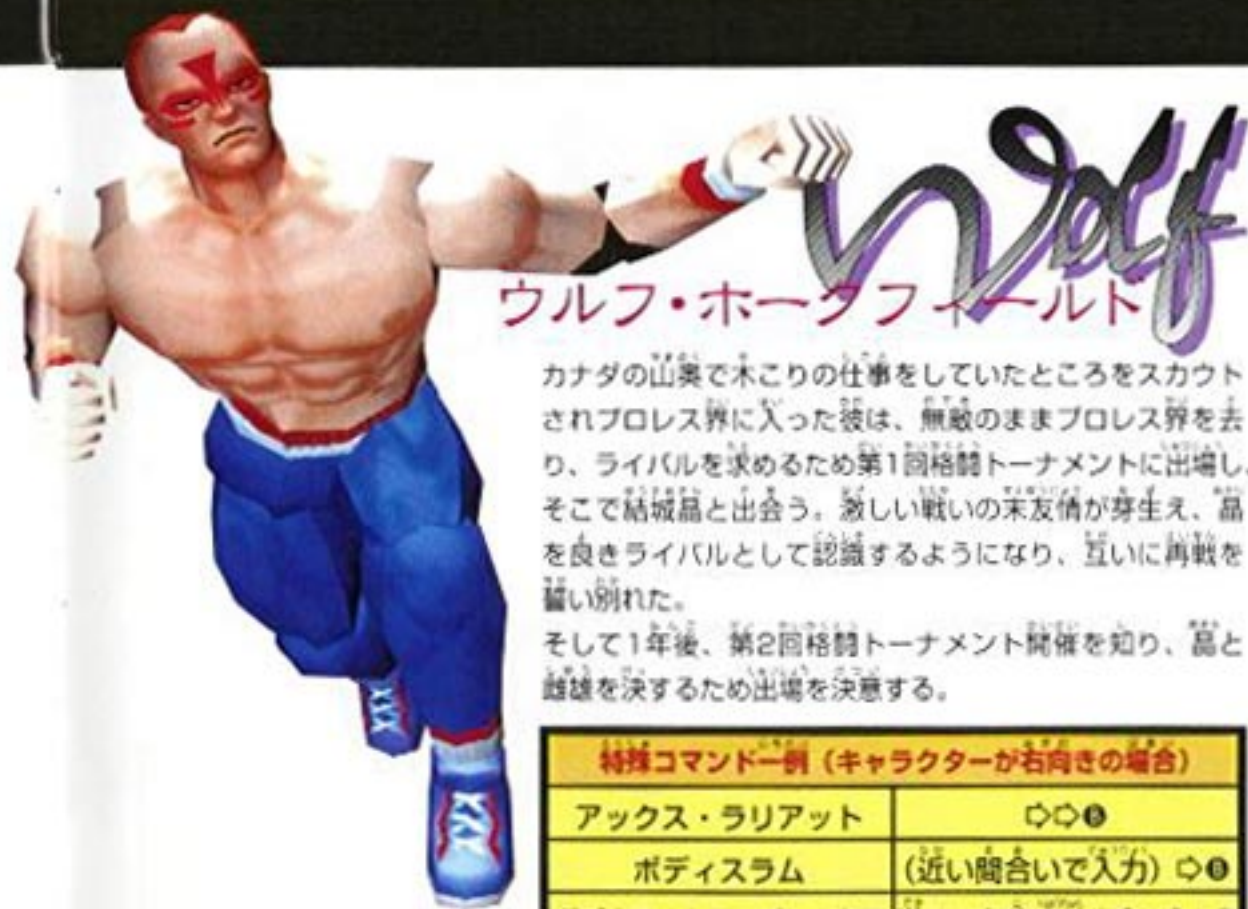 Wolf
ウルフ・ホークフィールド
カナダの山奥で木こりの仕事をしていたところをスカウト
されプロレス界に入った彼は、無敵のままプロレス界を去
り、ライバルを求めるため第1回格闘トーナメントに出場し、
そこで結城晶と出会う。激しい戦いの末友情が芽生え、晶
を良きライバルとして認識するようになり、互いに再戦を
誓い別れた。
そして1年後、第2回格闘トーナメント開催を知り、晶と
雌雄を決するため出場を決意する。
特殊コマンド一例（キャラクターが右向きの場合）
アックス・ラリアット ⇨⇨Ⓑ
ボディスラム （近い間合いで入力）⇨Ⓑ